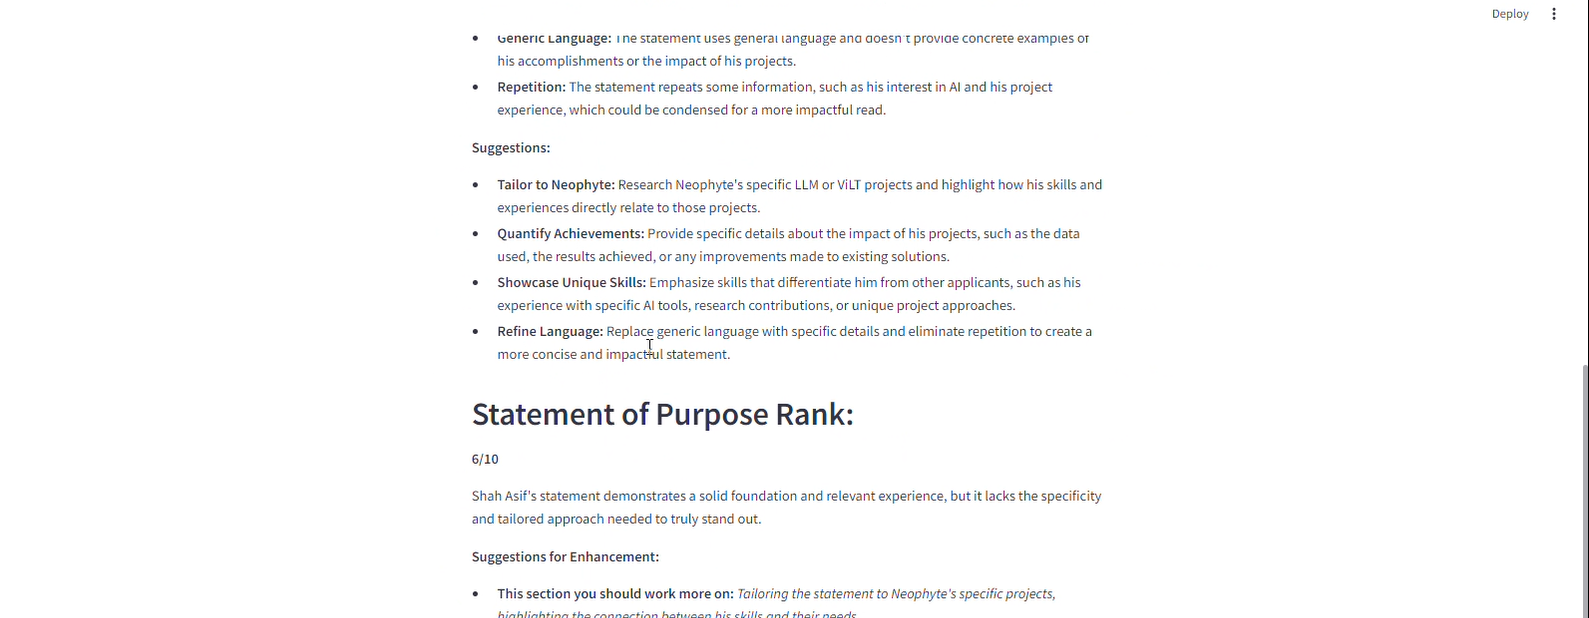 Deploy
Generic Language: The statement uses general language and doesn't provide concrete examples of
his accomplishments or the impact of his projects.
Repetition: The statement repeats some information, such as his interest in AI and his project
experience, which could be condensed for a more impactful read.
Suggestions:
Tailor to Neophyte: Research Neophyte's specific LLM or ViLT projects and highlight how his skills and
experiences directly relate to those projects.
Quantify Achievements: Provide specific details about the impact of his projects, such as the data
used, the results achieved, or any improvements made to existing solutions.
Showcase Unique Skills: Emphasize skills that differentiate him from other applicants, such as his
experience with specific AI tools, research contributions, or unique project approaches.
Refine Language: Replace generic language with specific details and eliminate repetition to create a
more concise and impactful statement.
Statement of Purpose Rank:
6/10
Shah Asif's statement demonstrates a solid foundation and relevant experience, but it lacks the specificity
and tailored approach needed to truly stand out.
Suggestions for Enhancement:
This section you should work more on: Tailoring the statement to Neophyte's specific projects,
highlighting the connection between his skills and their needs.